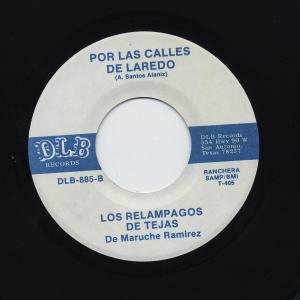 POR LAS CALLES
DE LAREDO
(A. Santos Alaniz)
DLB
RECORDS
DLB Records
554 Hwy 90 W
San Antonio,
Texas 78237
DLB-885-B
RANCHERA
SAMP/BMI
T-405
LOS RELAMPAGOS
DE TEJAS
De Maruche Ramirez